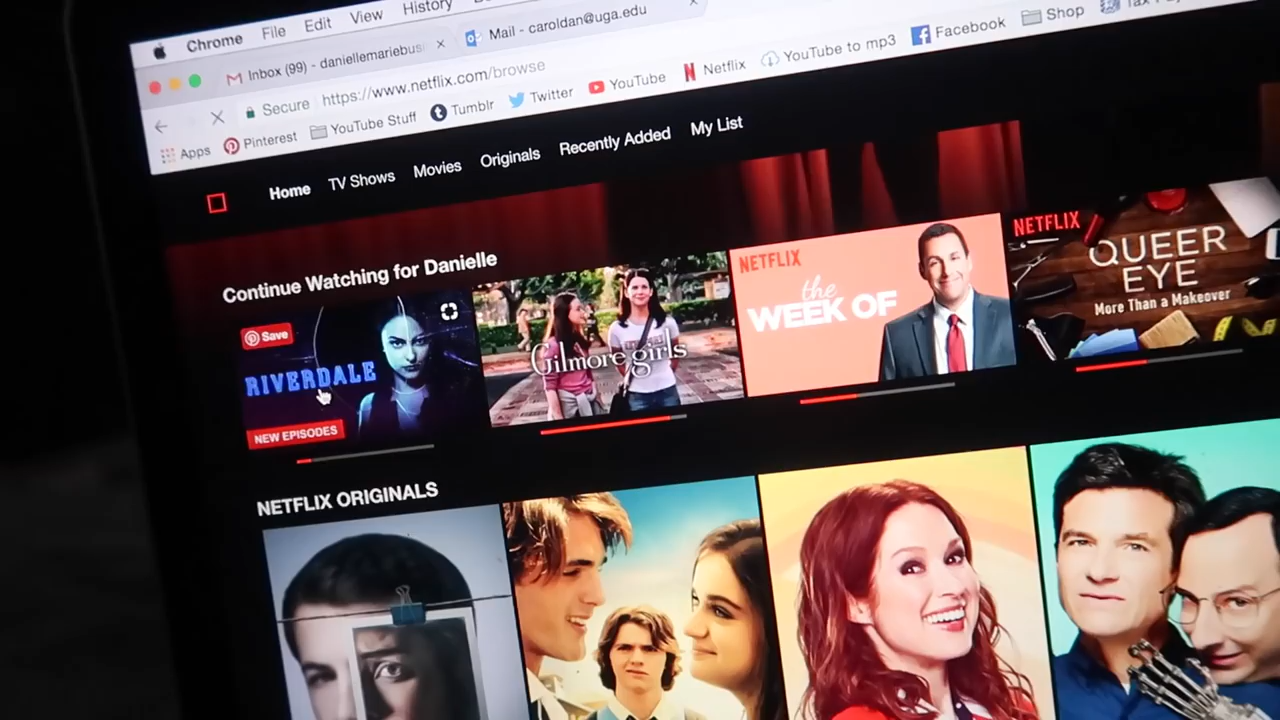 Chrome File Edit View History
Inbox (99) - daniellemariebus
Mail - caroldan@uga.edu
Secure https://www.netflix.com/browse
Apps Pinterest YouTube Stuff Tumblr Twitter YouTube Netflix YouTube to mp3 Facebook Shop
Home TV Shows Movies Originals Recently Added My List
Continue Watching for Danielle
Save
RIVERDALE
NEW EPISODES
Gilmore girls
NETFLIX
the
WEEK OF
NETFLIX
QUEER
EYE
More Than a Makeover
NETFLIX ORIGINALS